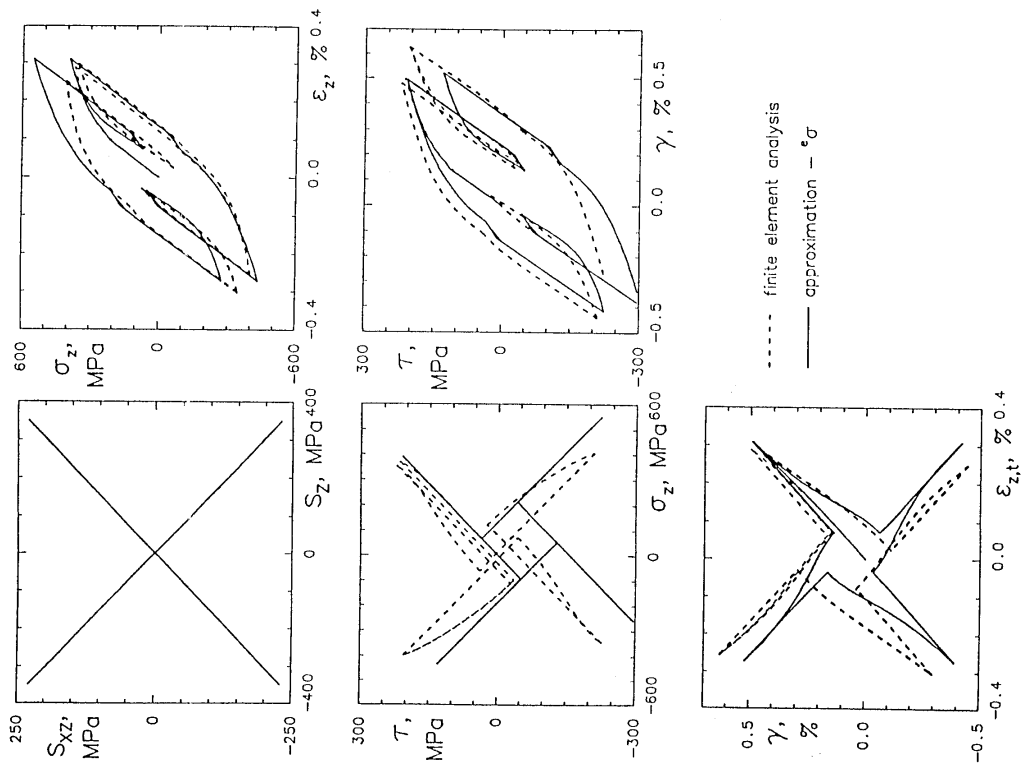 250
S_xz,
MPa
0
-250
-400
0
S_z, MPa
400
600
σ_z,
MPa
0
-600
-0.4
0.0
ε_z, %
0.4
300
τ,
MPa
0
-300
-600
0
σ_z, MPa
600
300
τ,
MPa
0
-300
-0.5
0.0
γ, %
0.5
0.5
γ,
%
0.0
-0.5
-0.4
0.0
ε_z,t, %
0.4
finite element analysis
approximation – ᵉσ